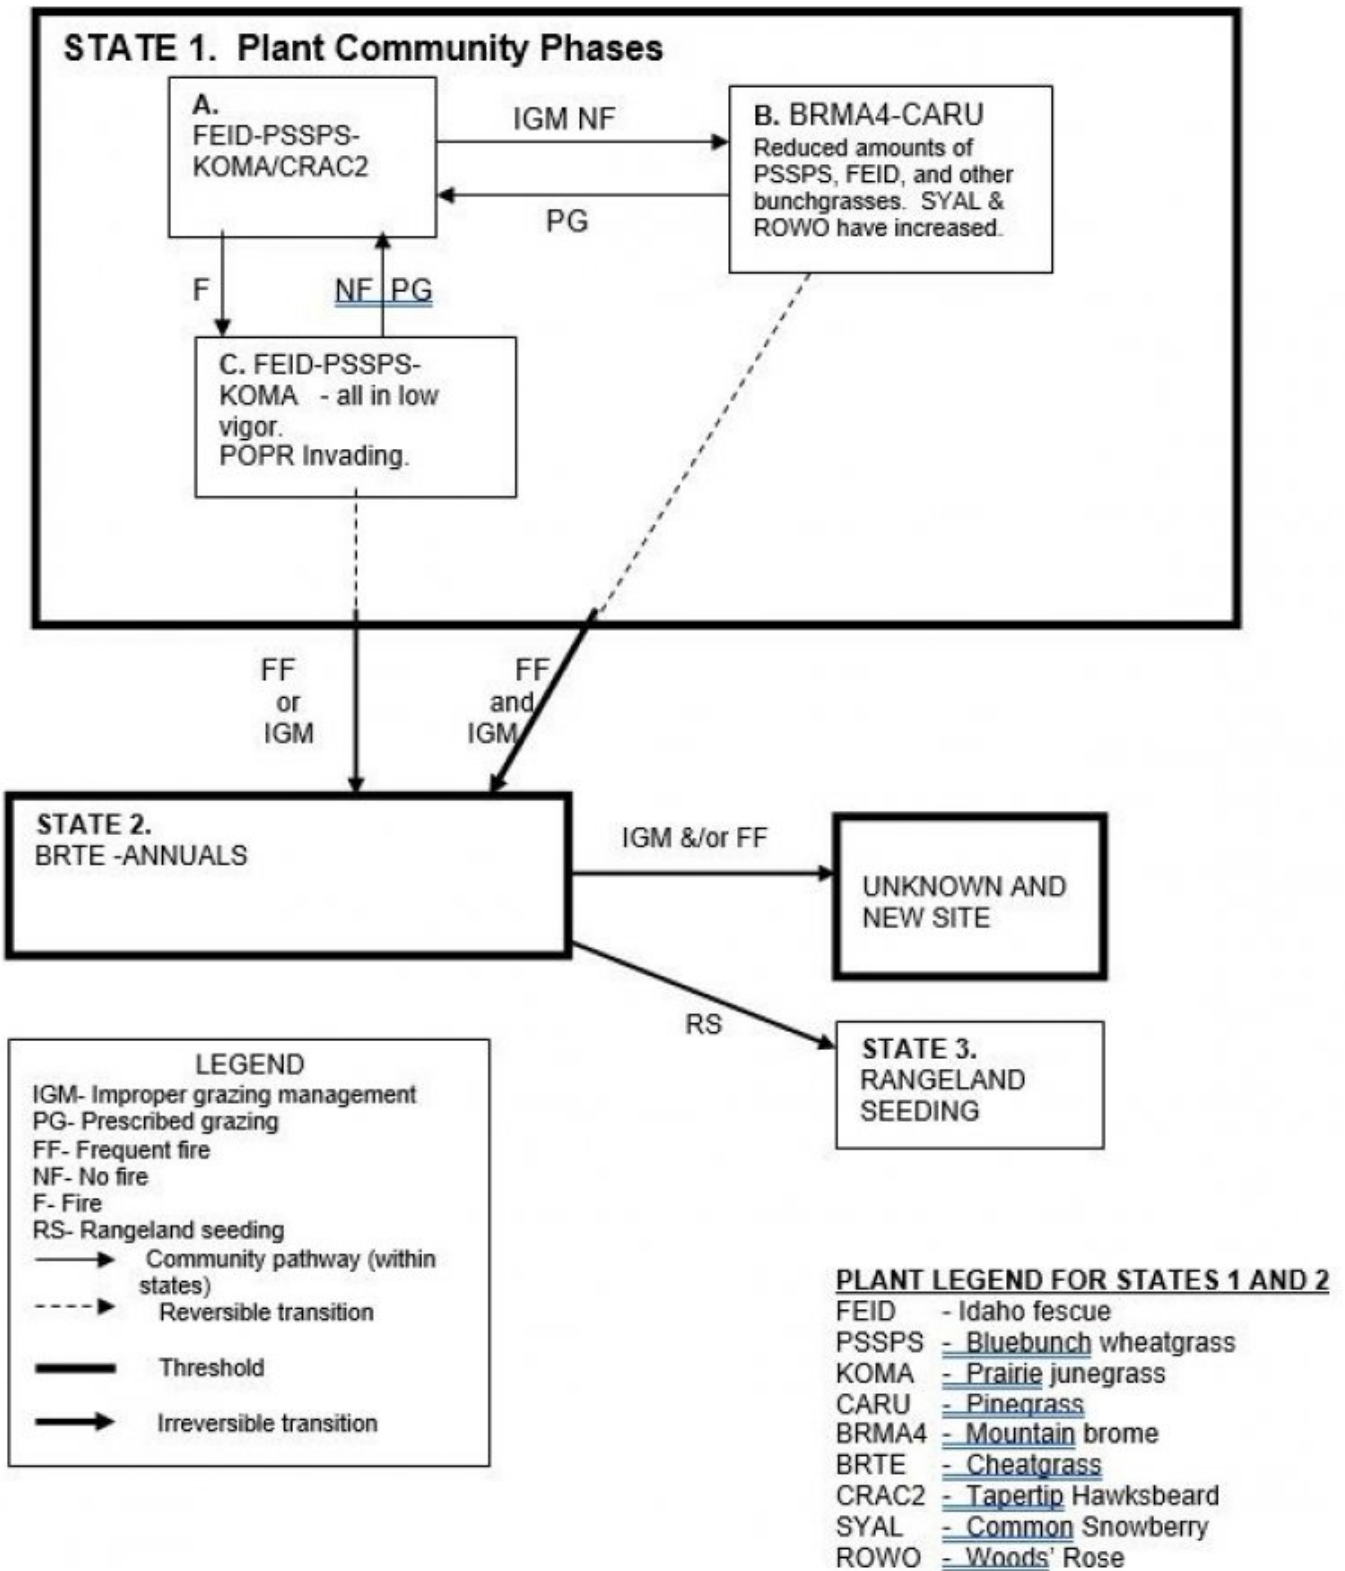 STATE 1. Plant Community Phases
A.
FEID-PSSPS-
KOMA/CRAC2
IGM NF
PG
B. BRMA4-CARU
Reduced amounts of
PSSPS, FEID, and other
bunchgrasses. SYAL &
ROWO have increased.
F
NF PG
C. FEID-PSSPS-
KOMA - all in low
vigor.
POPR Invading.
FF
or
IGM
FF
and
IGM
STATE 2.
BRTE -ANNUALS
IGM &/or FF
UNKNOWN AND
NEW SITE
RS
STATE 3.
RANGELAND
SEEDING
LEGEND
IGM- Improper grazing management
PG- Prescribed grazing
FF- Frequent fire
NF- No fire
F- Fire
RS- Rangeland seeding
Community pathway (within
states)
Reversible transition
Threshold
Irreversible transition
PLANT LEGEND FOR STATES 1 AND 2
FEID - Idaho fescue
PSSPS - Bluebunch wheatgrass
KOMA - Prairie junegrass
CARU - Pinegrass
BRMA4 - Mountain brome
BRTE - Cheatgrass
CRAC2 - Tapertip Hawksbeard
SYAL - Common Snowberry
ROWO - Woods' Rose